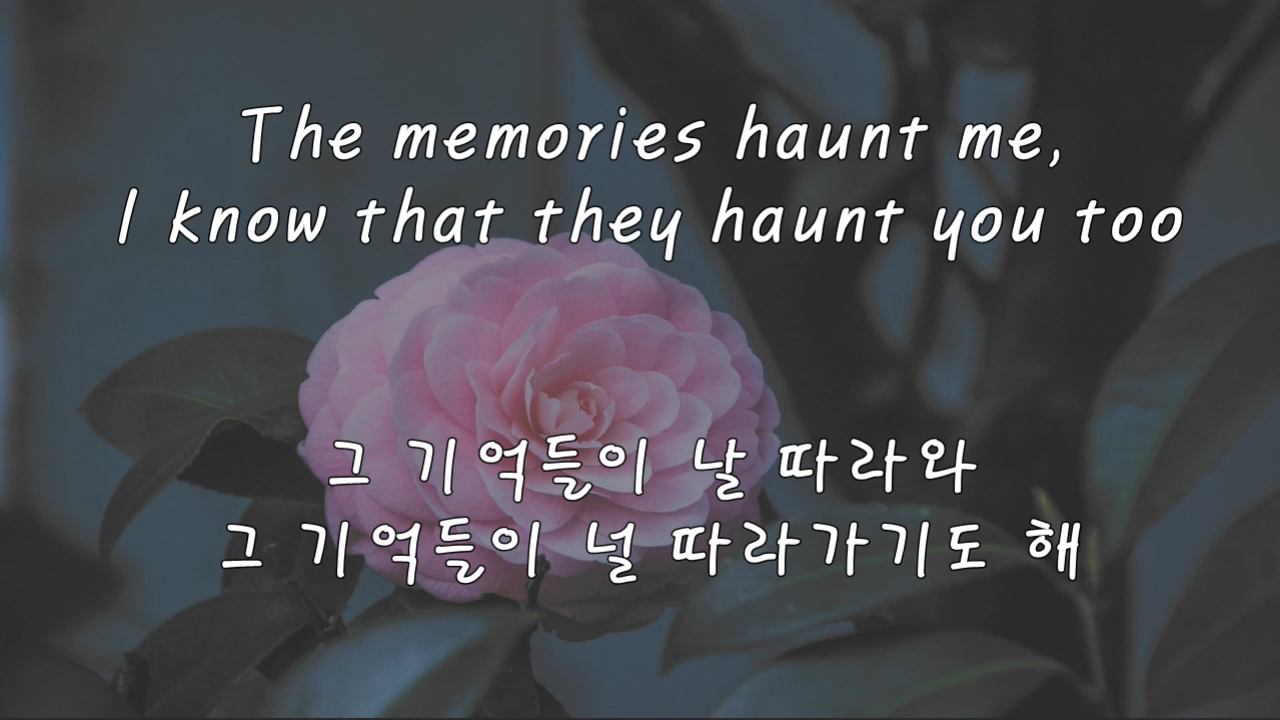 The memories haunt me,
I know that they haunt you too
그 기억들이 날 따라와
그 기억들이 널 따라가기도 해